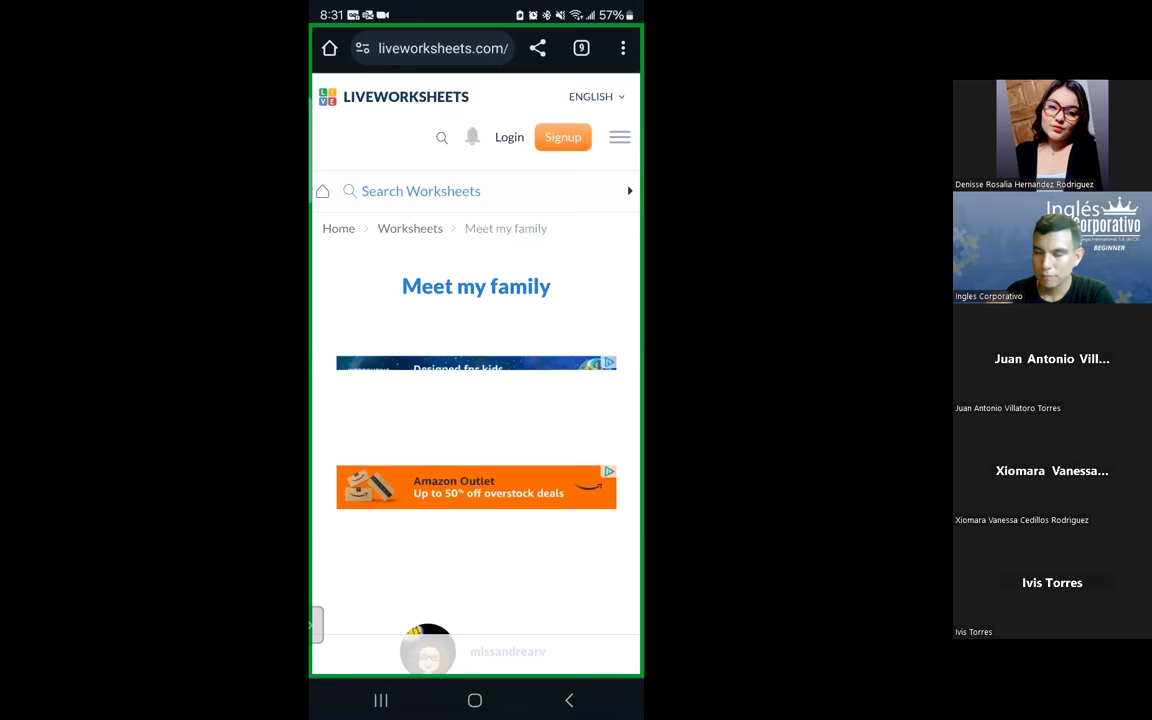 8:31
57%
liveworksheets.com/
9
LIVEWORKSHEETS
ENGLISH
Login
Signup
Search Worksheets
Home > Worksheets > Meet my family
Meet my family
Designed for kids
Amazon Outlet
Up to 50% off overstock deals
missandrearv
Denisse Rosalia Hernandez Rodriguez
Inglés
Corporativo
BEGINNER
Ingles Corporativo
Juan Antonio Vill...
Juan Antonio Villatoro Torres
Xiomara Vanessa...
Xiomara Vanessa Cedillos Rodriguez
Ivis Torres
Ivis Torres